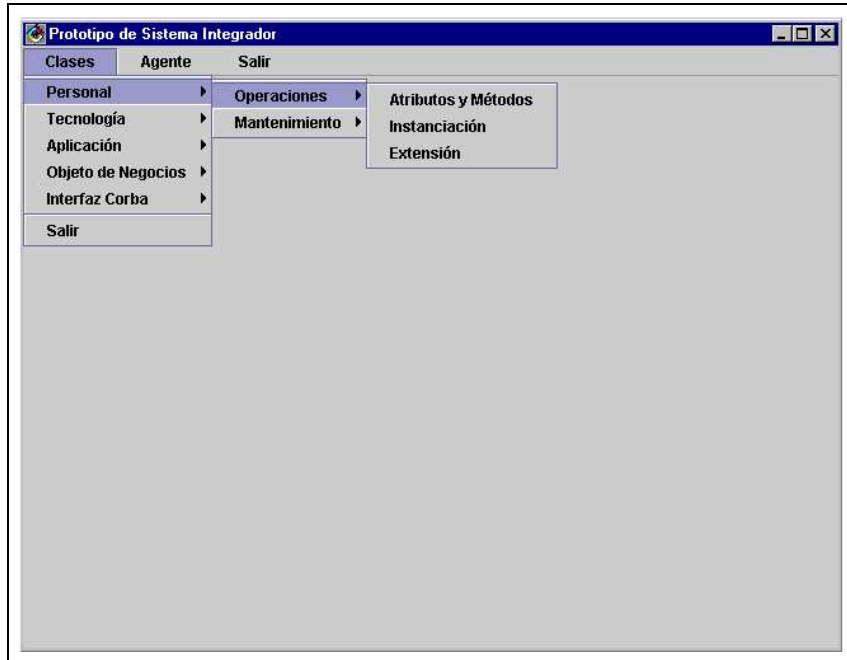 Prototipo de Sistema Integrador
Clases Agente Salir
Personal
Tecnología
Aplicación
Objeto de Negocios
Interfaz Corba
Salir
Operaciones
Mantenimiento
Atributos y Métodos
Instanciación
Extensión